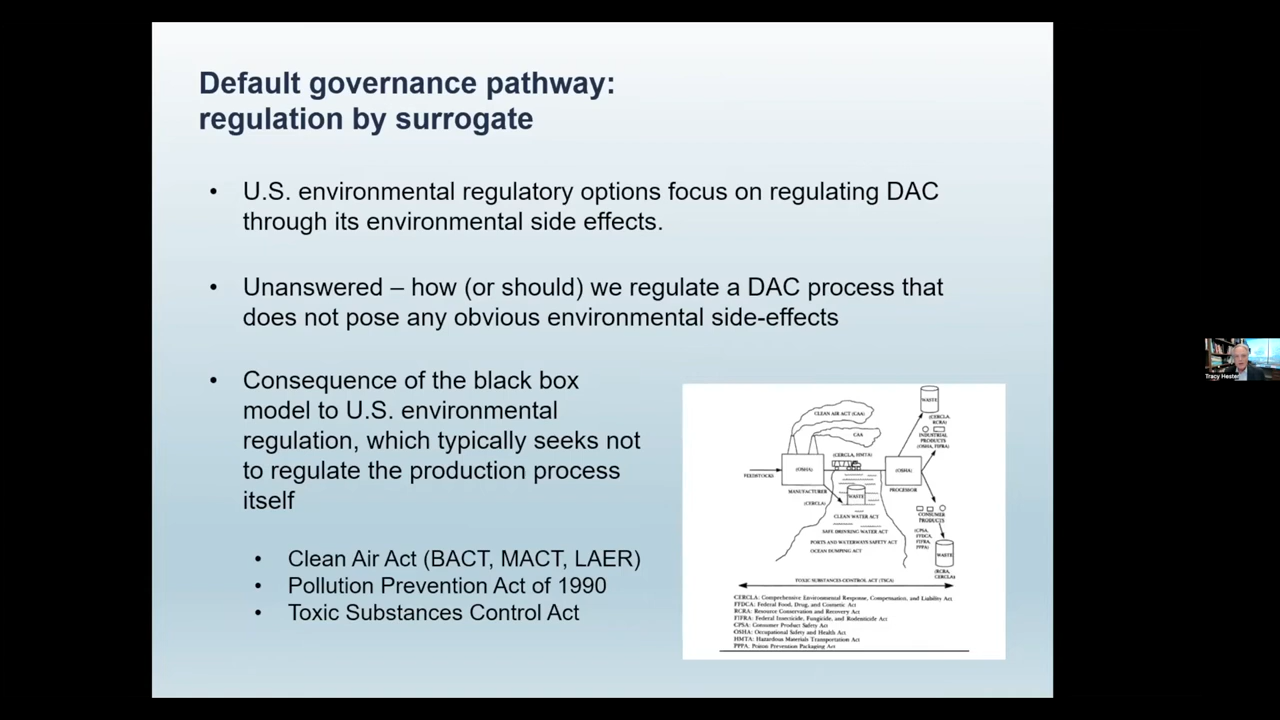 Default governance pathway:
regulation by surrogate
• U.S. environmental regulatory options focus on regulating DAC
through its environmental side effects.
• Unanswered – how (or should) we regulate a DAC process that
does not pose any obvious environmental side-effects
• Consequence of the black box
model to U.S. environmental
regulation, which typically seeks not
to regulate the production process
itself
• Clean Air Act (BACT, MACT, LAER)
• Pollution Prevention Act of 1990
• Toxic Substances Control Act
WASTE
CLEAN AIR ACT (CAA)
(CERCLA,
RCRA)
CAA
INDUSTRIAL
PRODUCTS
(OSHA, FIFRA)
(CERCLA, HMTA)
FEEDSTOCKS
(OSHA)
(OSHA)
MANUFACTURER
WASTE
PROCESSOR
(CERCLA)
CONSUMER
PRODUCTS
CLEAN WATER ACT
(CPSA,
FFDCA,
FIFRA,
PPPA)
SAFE DRINKING WATER ACT
PORTS AND WATERWAYS SAFETY ACT
OCEAN DUMPING ACT
WASTE
(RCRA,
CERCLA)
TOXIC SUBSTANCES CONTROL ACT (TSCA)
CERCLA: Comprehensive Environmental Response, Compensation, and Liability Act
FFDCA: Federal Food, Drug, and Cosmetic Act
RCRA: Resource Conservation and Recovery Act
FIFRA: Federal Insecticide, Fungicide, and Rodenticide Act
CPSA: Consumer Product Safety Act
OSHA: Occupational Safety and Health Act
HMTA: Hazardous Materials Transportation Act
PPPA: Poison Prevention Packaging Act
Tracy Hester